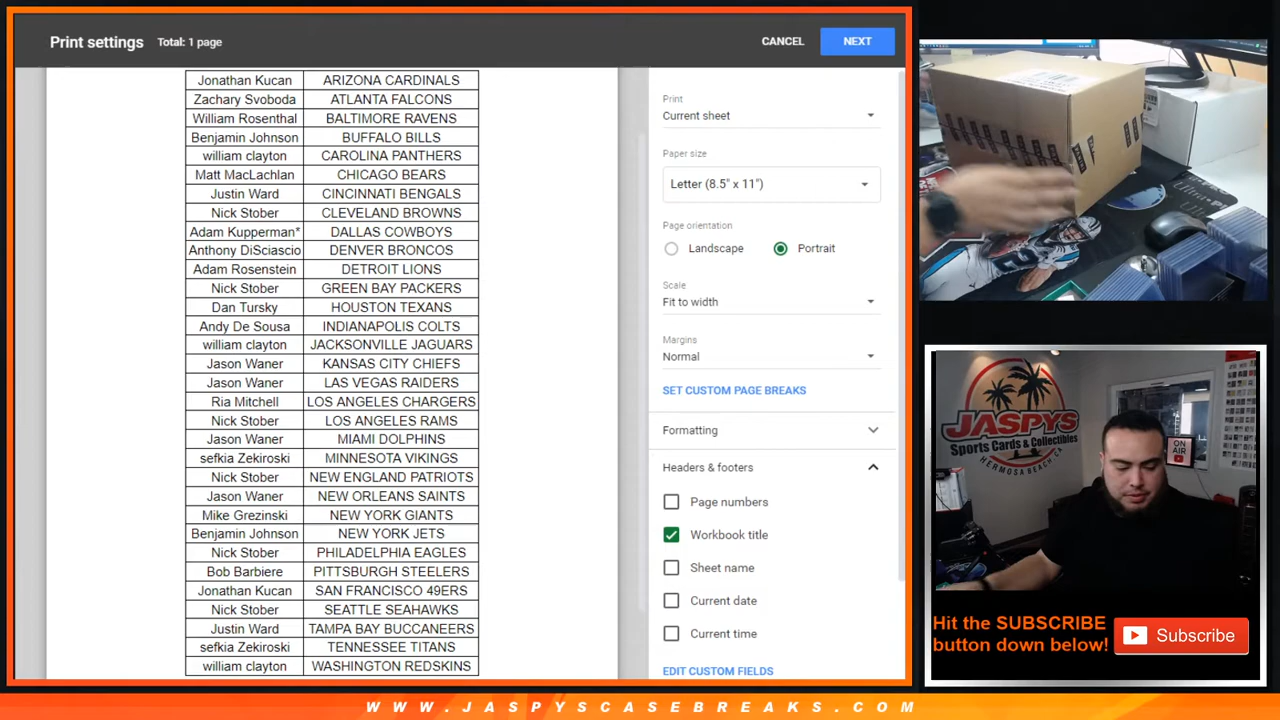 Print settings
Total: 1 page
CANCEL
NEXT
Jonathan Kucan ARIZONA CARDINALS
Zachary Svoboda ATLANTA FALCONS
William Rosenthal BALTIMORE RAVENS
Benjamin Johnson BUFFALO BILLS
william clayton CAROLINA PANTHERS
Matt MacLachlan CHICAGO BEARS
Justin Ward CINCINNATI BENGALS
Nick Stober CLEVELAND BROWNS
Adam Kupperman* DALLAS COWBOYS
Anthony DiSciascio DENVER BRONCOS
Adam Rosenstein DETROIT LIONS
Nick Stober GREEN BAY PACKERS
Dan Tursky HOUSTON TEXANS
Andy De Sousa INDIANAPOLIS COLTS
william clayton JACKSONVILLE JAGUARS
Jason Waner KANSAS CITY CHIEFS
Jason Waner LAS VEGAS RAIDERS
Ria Mitchell LOS ANGELES CHARGERS
Nick Stober LOS ANGELES RAMS
Jason Waner MIAMI DOLPHINS
sefkia Zekiroski MINNESOTA VIKINGS
Nick Stober NEW ENGLAND PATRIOTS
Jason Waner NEW ORLEANS SAINTS
Mike Grezinski NEW YORK GIANTS
Benjamin Johnson NEW YORK JETS
Nick Stober PHILADELPHIA EAGLES
Bob Barbiere PITTSBURGH STEELERS
Jonathan Kucan SAN FRANCISCO 49ERS
Nick Stober SEATTLE SEAHAWKS
Justin Ward TAMPA BAY BUCCANEERS
sefkia Zekiroski TENNESSEE TITANS
william clayton WASHINGTON REDSKINS
Print
Current sheet
Paper size
Letter (8.5" x 11")
Page orientation
Landscape
Portrait
Scale
Fit to width
Margins
Normal
SET CUSTOM PAGE BREAKS
Formatting
Headers & footers
Page numbers
Workbook title
Sheet name
Current date
Current time
EDIT CUSTOM FIELDS
JASPYS
Sports Cards & Collectibles
HERMOSA BEACH CA
ON AIR
Hit the SUBSCRIBE
button down below!
Subscribe
WWW.JASPYSCASEBREAKS.COM